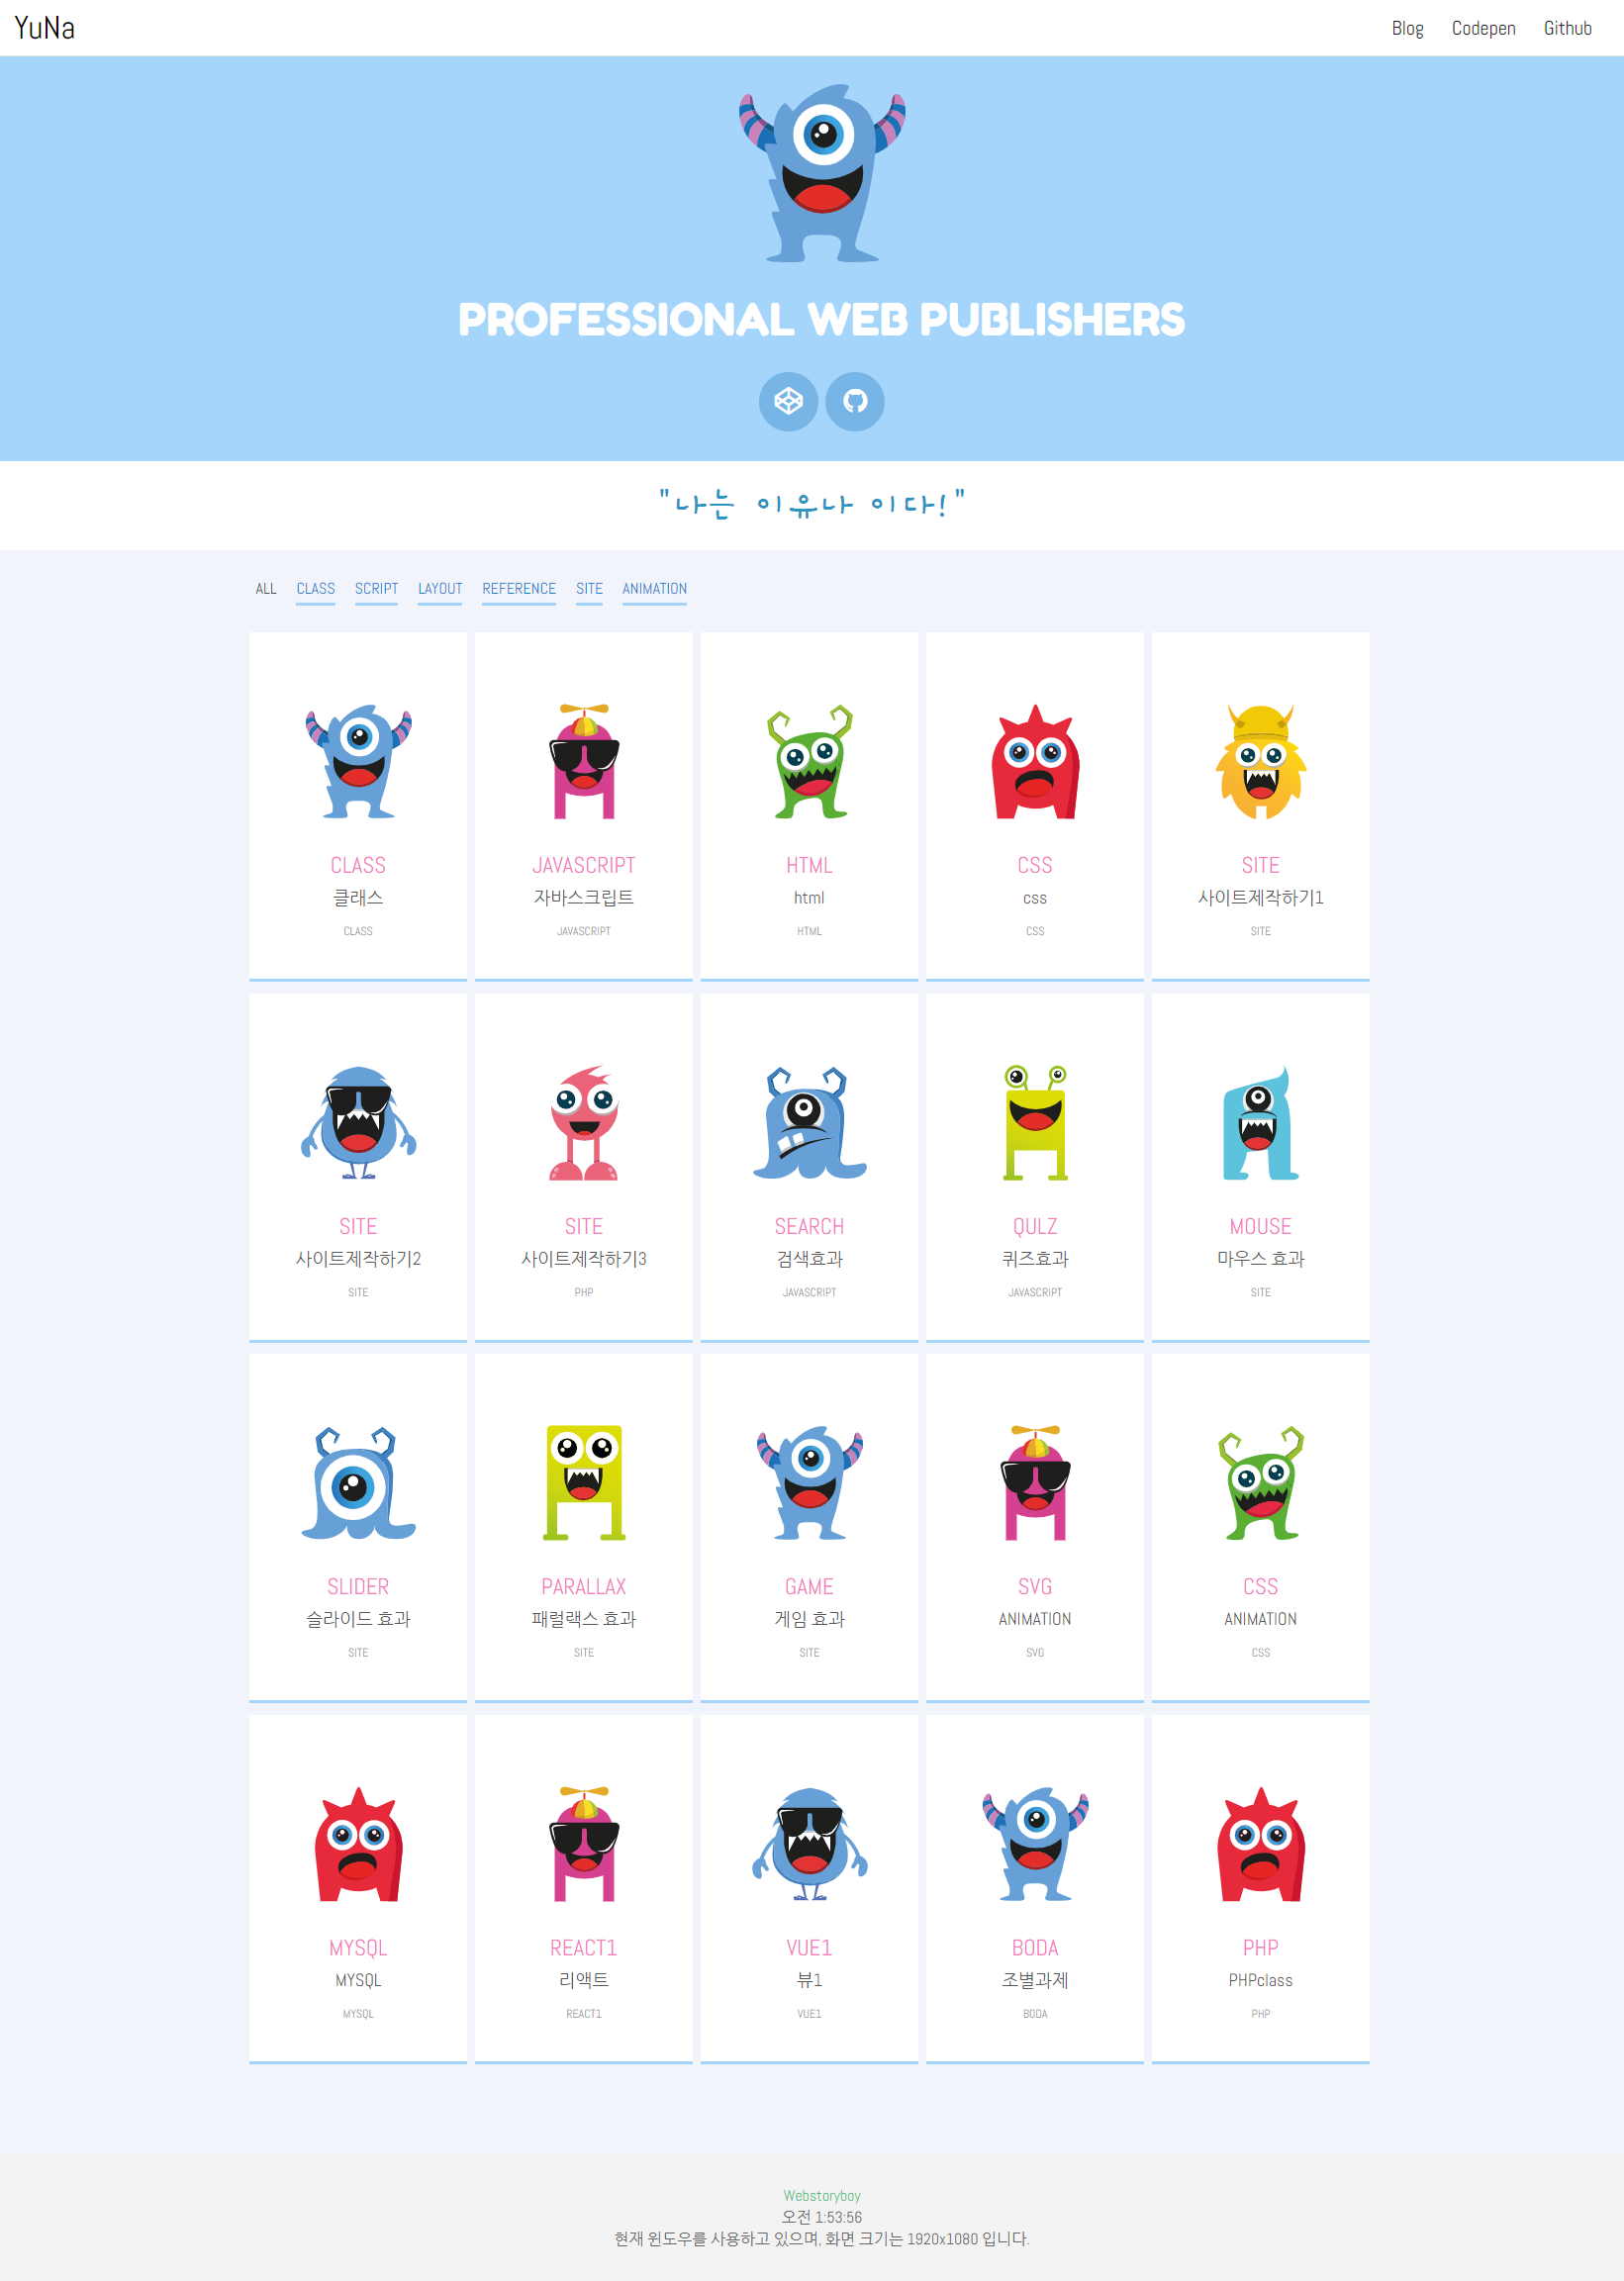 YuNa
Blog Codepen Github
PROFESSIONAL WEB PUBLISHERS
"나는 이유나 이다!"
ALL CLASS SCRIPT LAYOUT REFERENCE SITE ANIMATION
CLASS
클래스
CLASS
JAVASCRIPT
자바스크립트
JAVASCRIPT
HTML
html
HTML
CSS
css
CSS
SITE
사이트제작하기1
SITE
SITE
사이트제작하기2
SITE
SITE
사이트제작하기3
PHP
SEARCH
검색효과
JAVASCRIPT
QULZ
퀴즈효과
JAVASCRIPT
MOUSE
마우스 효과
SITE
SLIDER
슬라이드 효과
SITE
PARALLAX
패럴랙스 효과
SITE
GAME
게임 효과
SITE
SVG
ANIMATION
SVG
CSS
ANIMATION
CSS
MYSQL
MYSQL
MYSQL
REACT1
리액트
REACT1
VUE1
뷰1
VUE1
BODA
조별과제
BODA
PHP
PHPclass
PHP
Webstoryboy
오전 1:53:56
현재 윈도우를 사용하고 있으며, 화면 크기는 1920x1080 입니다.